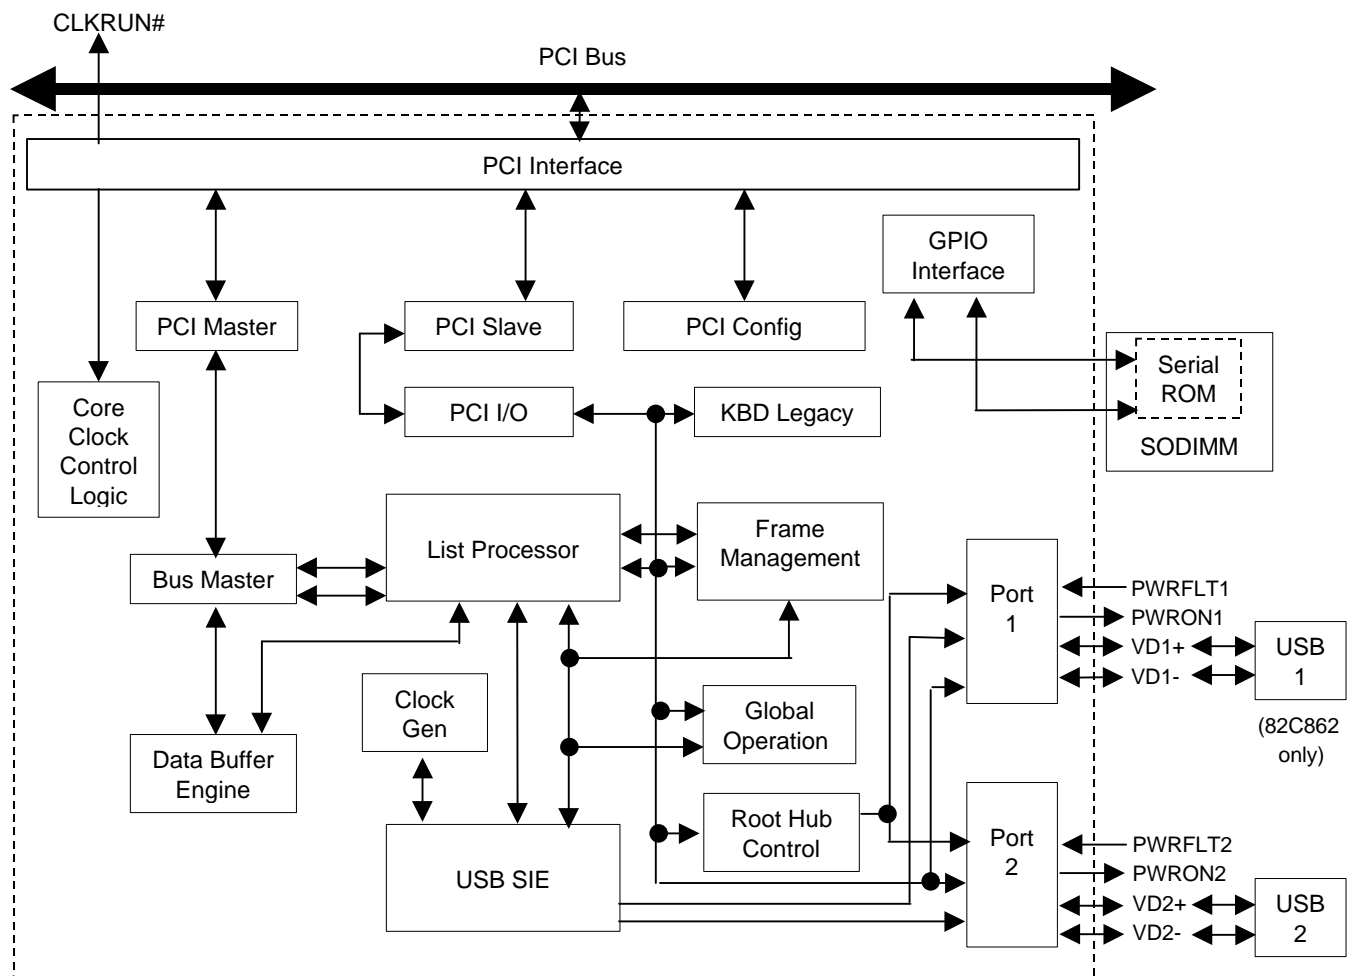 CLKRUN#
PCI Bus
PCI Interface
GPIO
Interface
PCI Master
PCI Slave
PCI Config
Serial
ROM
SODIMM
Core
Clock
Control
Logic
PCI I/O
KBD Legacy
List Processor
Frame
Management
Bus Master
Port
1
PWRFLT1
PWRON1
VD1+
VD1-
USB
1
(82C862
only)
Clock
Gen
Global
Operation
Data Buffer
Engine
Root Hub
Control
Port
2
PWRFLT2
PWRON2
VD2+
VD2-
USB
2
USB SIE